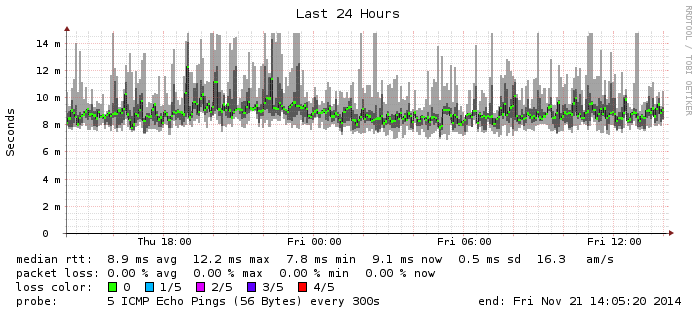 Last 24 Hours
RRDTOOL / TOBI OETIKER
Seconds
14 m
12 m
10 m
8 m
6 m
4 m
2 m
0
Thu 18:00 Fri 00:00 Fri 06:00 Fri 12:00
median rtt: 8.9 ms avg 12.2 ms max 7.8 ms min 9.1 ms now 0.5 ms sd 16.3 am/s
packet loss: 0.00 % avg 0.00 % max 0.00 % min 0.00 % now
loss color: 0 1/5 2/5 3/5 4/5
probe: 5 ICMP Echo Pings (56 Bytes) every 300s end: Fri Nov 21 14:05:20 2014